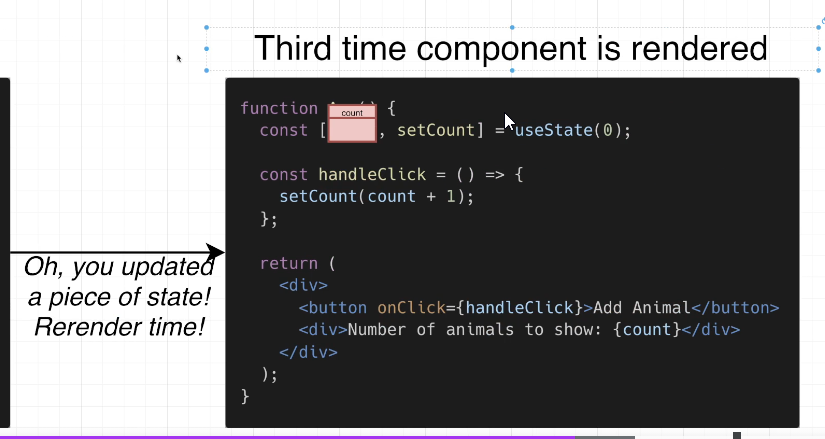 Third time component is rendered
function () {
count
const [ , setCount] = useState(0);
const handleClick = () => {
setCount(count + 1);
};
return (
<div>
<button onClick={handleClick}>Add Animal</button>
<div>Number of animals to show: {count}</div>
</div>
);
}
Oh, you updated
a piece of state!
Rerender time!